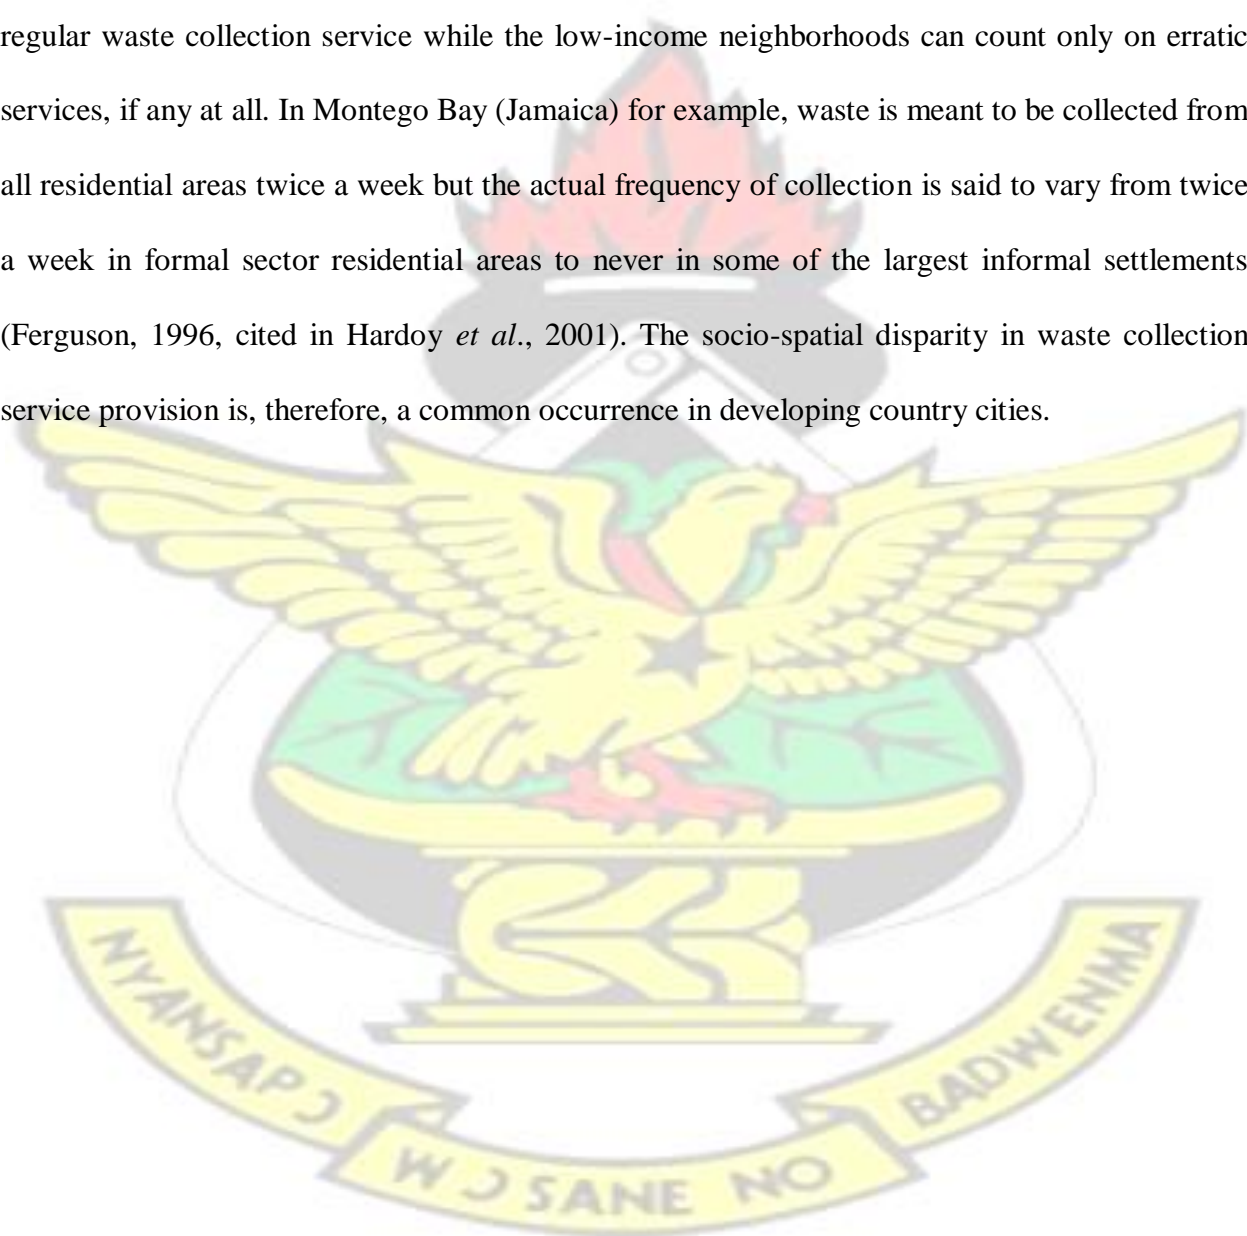 regular waste collection service while the low-income neighborhoods can count only on erratic
services, if any at all. In Montego Bay (Jamaica) for example, waste is meant to be collected from
all residential areas twice a week but the actual frequency of collection is said to vary from twice
a week in formal sector residential areas to never in some of the largest informal settlements
(Ferguson, 1996, cited in Hardoy et al., 2001). The socio-spatial disparity in waste collection
service provision is, therefore, a common occurrence in developing country cities.
NYANSAPƆ
WƆSANE NO
BADWENMA